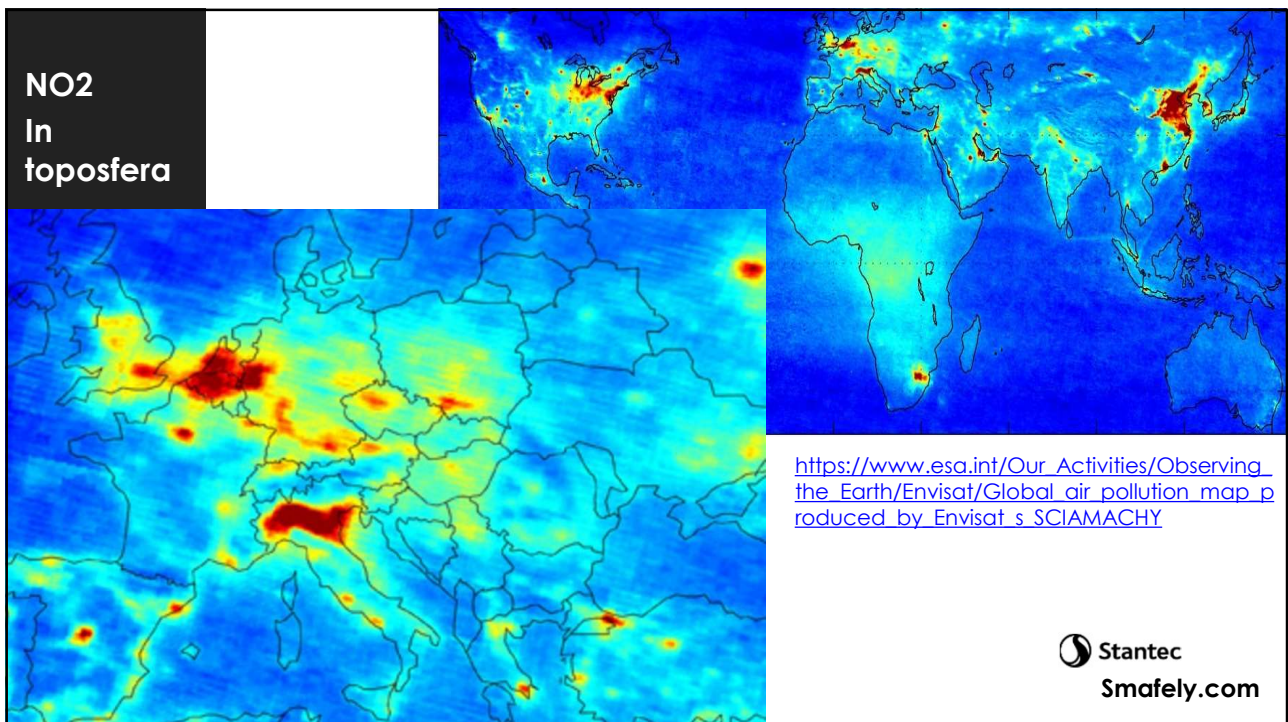 NO2
In
toposfera
https://www.esa.int/Our_Activities/Observing_
the_Earth/Envisat/Global_air_pollution_map_p
roduced_by_Envisat_s_SCIAMACHY
Stantec
Smafely.com